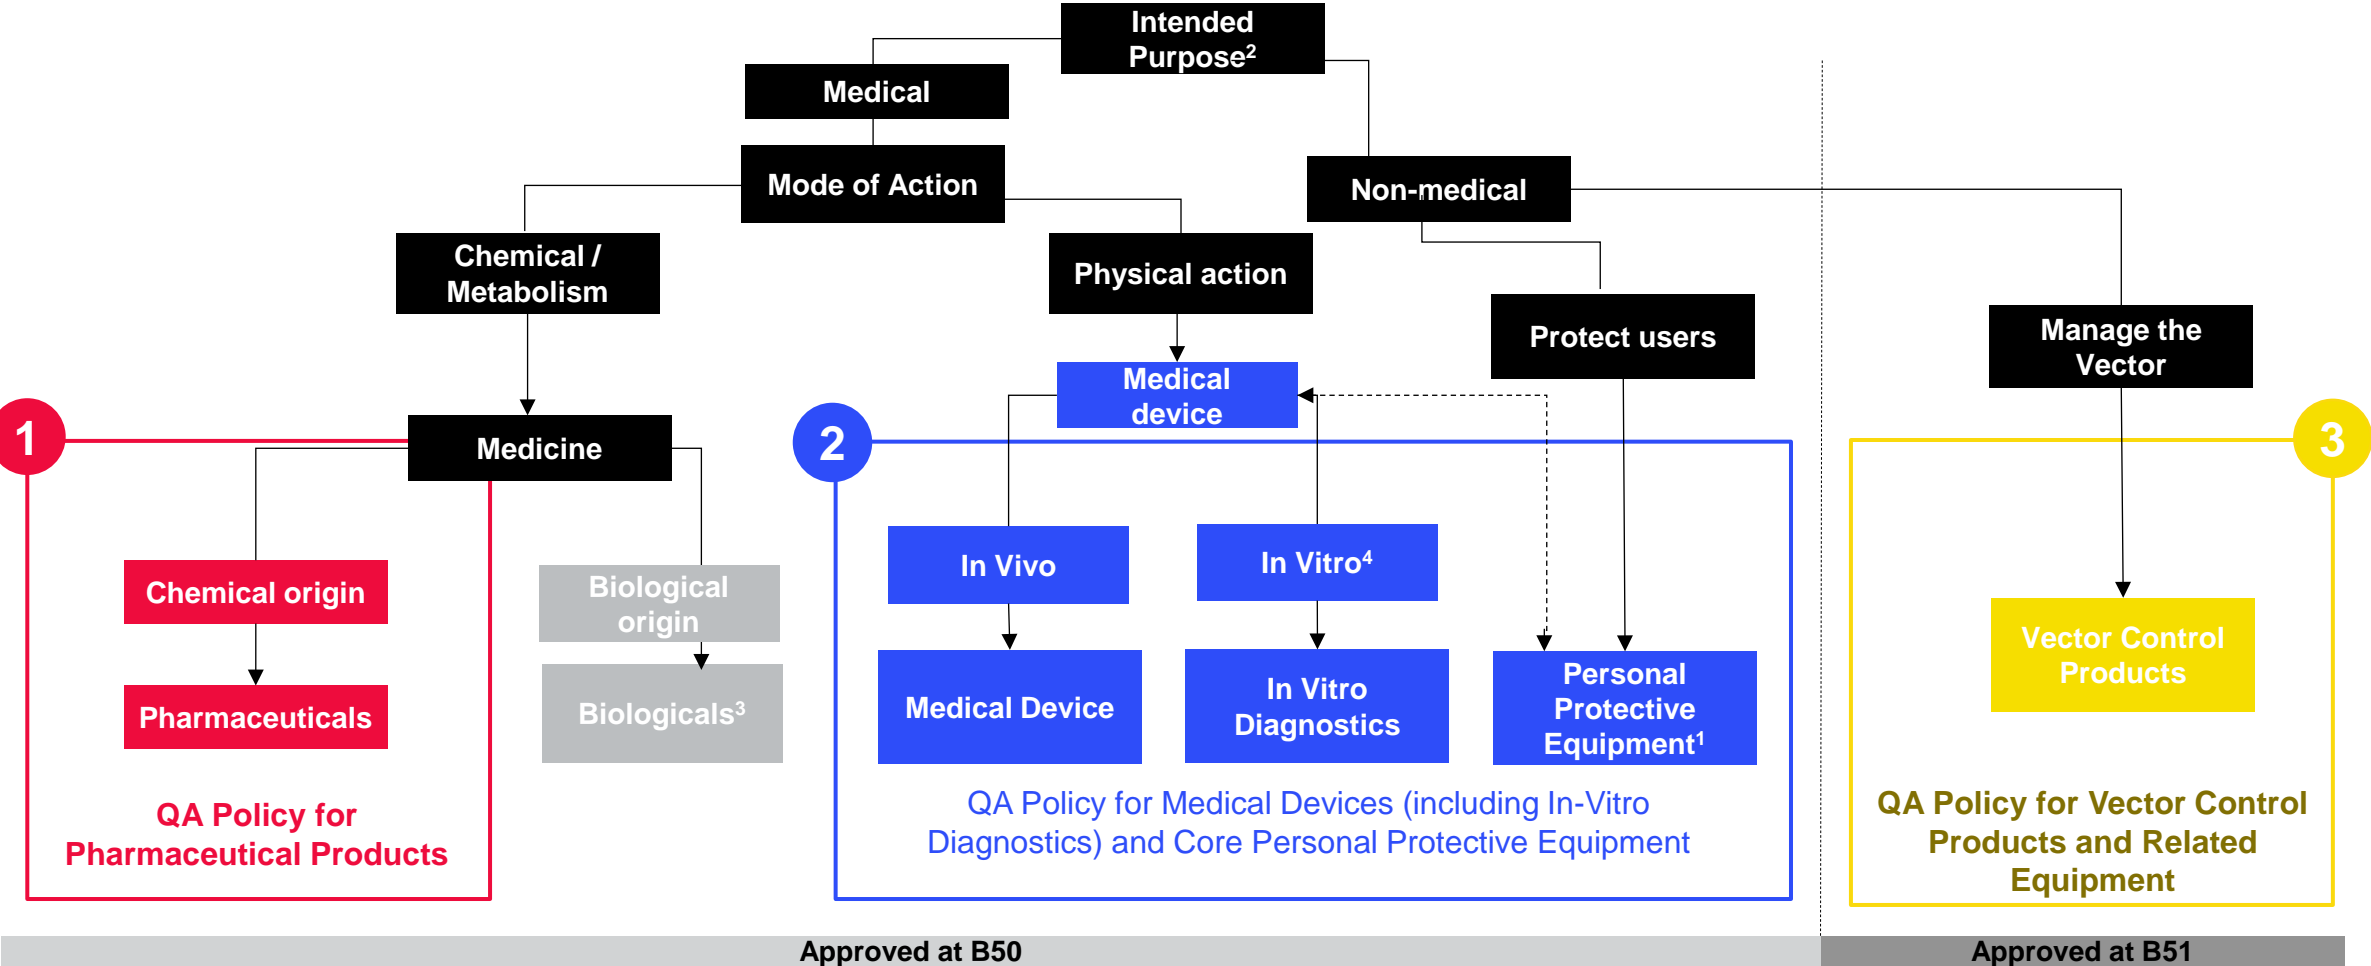 Intended
Purpose²
Medical
Mode of Action
Non-medical
Chemical /
Metabolism
Physical action
Protect users
Manage the
Vector
Medical
device
1
Medicine
2
3
In Vivo
In Vitro⁴
Chemical origin
Biological
origin
Vector Control
Products
Pharmaceuticals
Biologicals³
Medical Device
In Vitro
Diagnostics
Personal
Protective
Equipment¹
QA Policy for
Pharmaceutical Products
QA Policy for Medical Devices (including In-Vitro
Diagnostics) and Core Personal Protective Equipment
QA Policy for Vector Control
Products and Related
Equipment
Approved at B50
Approved at B51